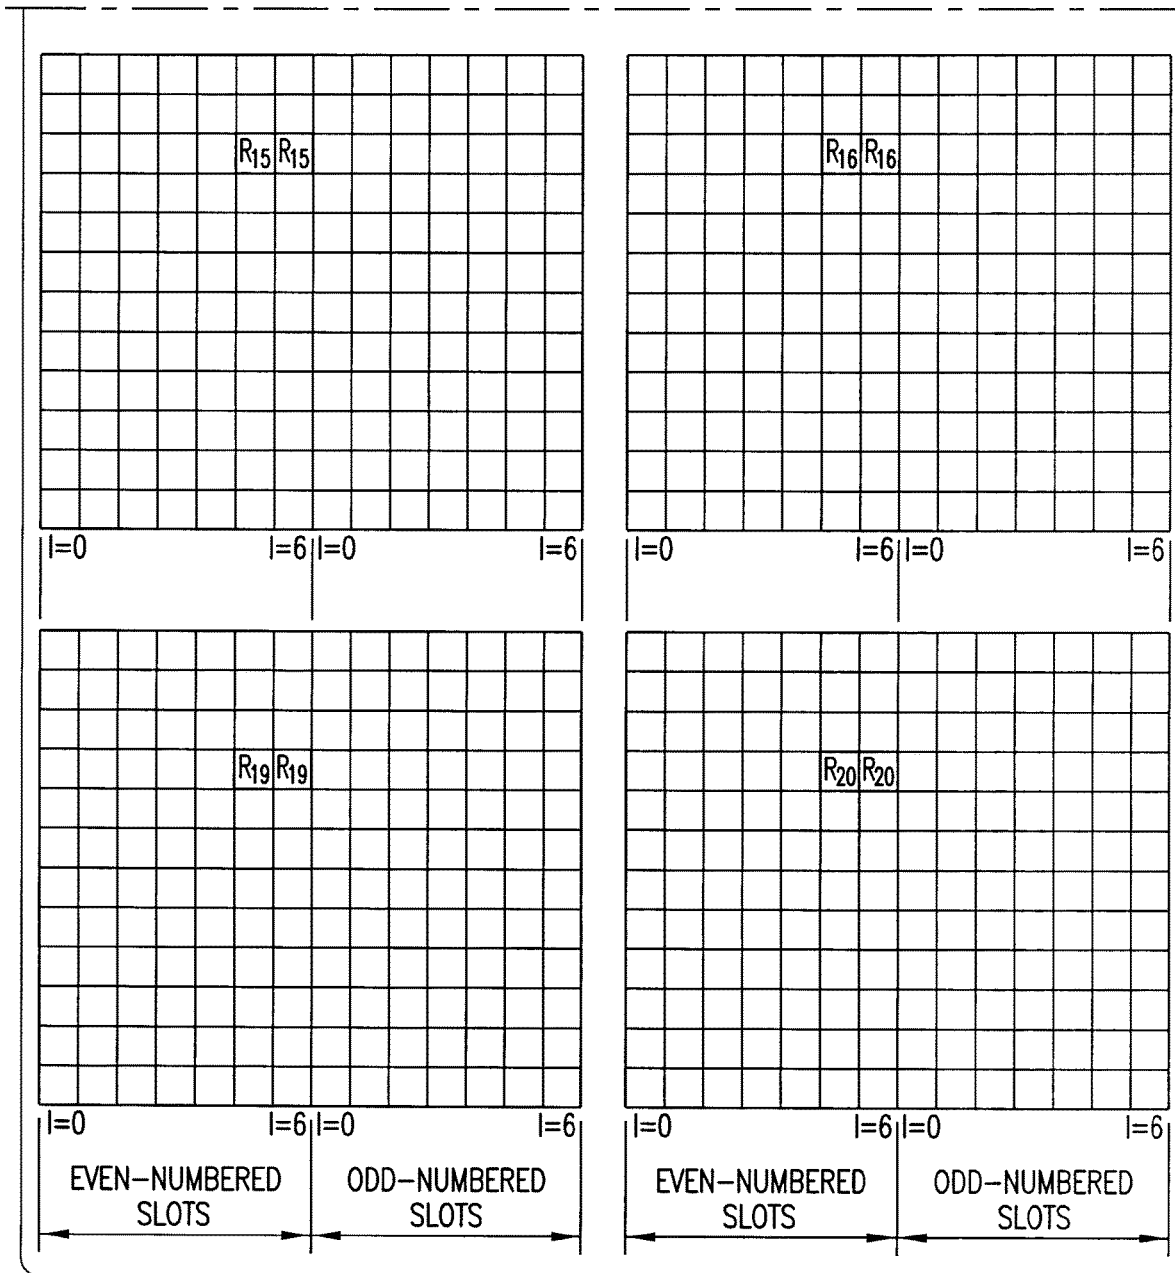 R15 R15 R16 R16
l=0 l=6 l=0 l=6 l=0 l=6 l=0 l=6
R19 R19 R20 R20
l=0 l=6 l=0 l=6 l=0 l=6 l=0 l=6
EVEN-NUMBERED SLOTS
ODD-NUMBERED SLOTS
EVEN-NUMBERED SLOTS
ODD-NUMBERED SLOTS